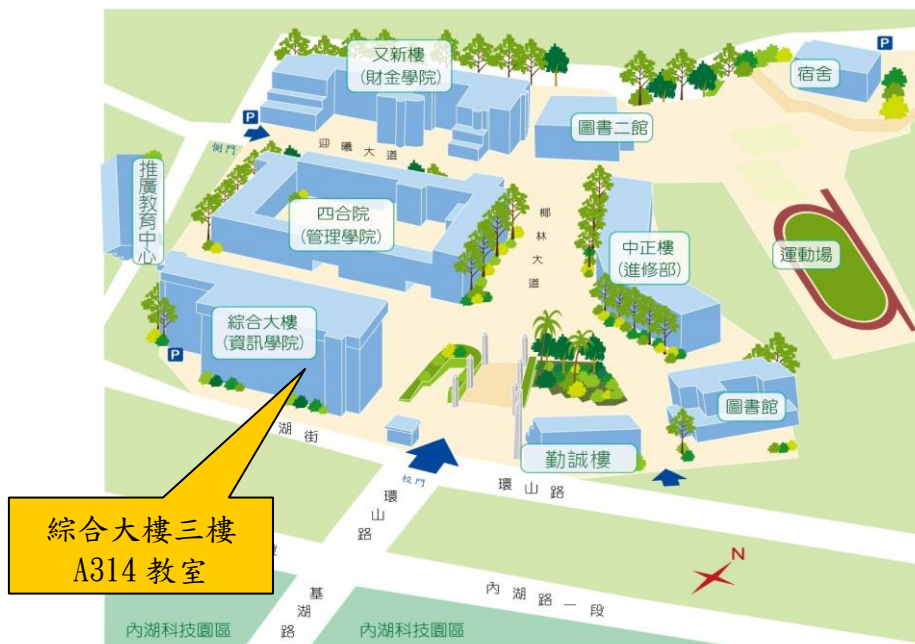 又新樓
(財金學院)
宿舍
P
圖書二館
P
側門
迎曦大道
推廣教育中心
四合院
(管理學院)
椰林大道
中正樓
(進修部)
運動場
綜合大樓
(資訊學院)
P
圖書館
湖街
勤誠樓
校門
環山路
環山路
綜合大樓三樓
A314 教室
N
基湖路
內湖路一段
內湖科技園區
內湖科技園區